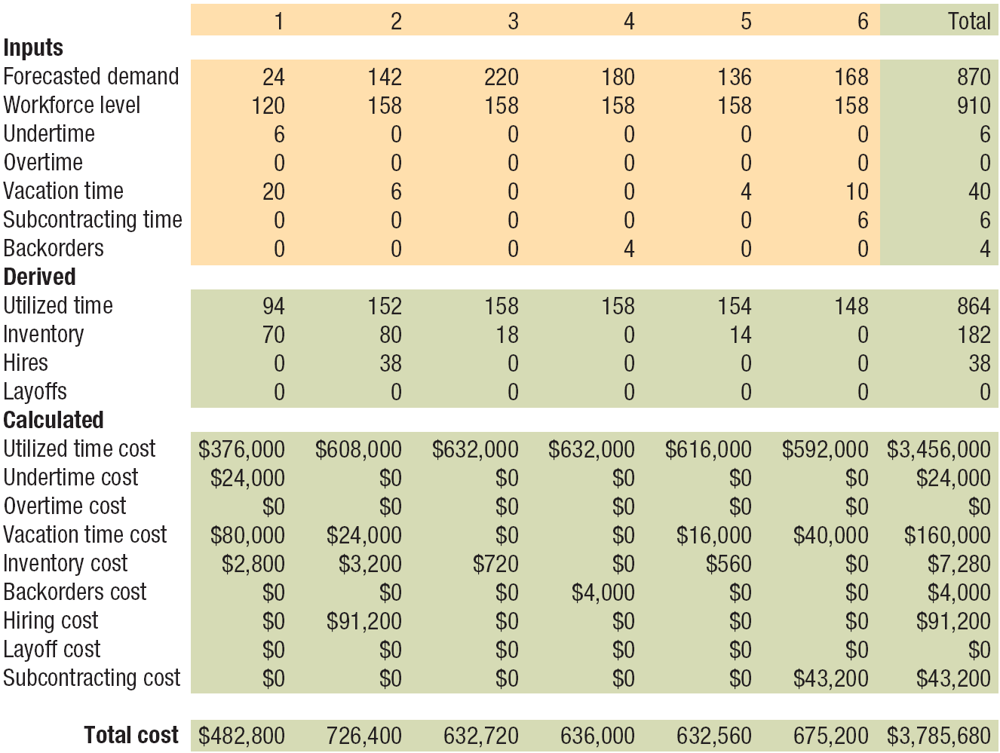 1 2 3 4 5 6 Total
Inputs
Forecasted demand 24 142 220 180 136 168 870
Workforce level 120 158 158 158 158 158 910
Undertime 6 0 0 0 0 0 6
Overtime 0 0 0 0 0 0 0
Vacation time 20 6 0 0 4 10 40
Subcontracting time 0 0 0 0 0 6 6
Backorders 0 0 0 4 0 0 4
Derived
Utilized time 94 152 158 158 154 148 864
Inventory 70 80 18 0 14 0 182
Hires 0 38 0 0 0 0 38
Layoffs 0 0 0 0 0 0 0
Calculated
Utilized time cost $376,000 $608,000 $632,000 $632,000 $616,000 $592,000 $3,456,000
Undertime cost $24,000 $0 $0 $0 $0 $0 $24,000
Overtime cost $0 $0 $0 $0 $0 $0 $0
Vacation time cost $80,000 $24,000 $0 $0 $16,000 $40,000 $160,000
Inventory cost $2,800 $3,200 $720 $0 $560 $0 $7,280
Backorders cost $0 $0 $0 $4,000 $0 $0 $4,000
Hiring cost $0 $91,200 $0 $0 $0 $0 $91,200
Layoff cost $0 $0 $0 $0 $0 $0 $0
Subcontracting cost $0 $0 $0 $0 $0 $43,200 $43,200
Total cost $482,800 726,400 632,720 636,000 632,560 675,200 $3,785,680